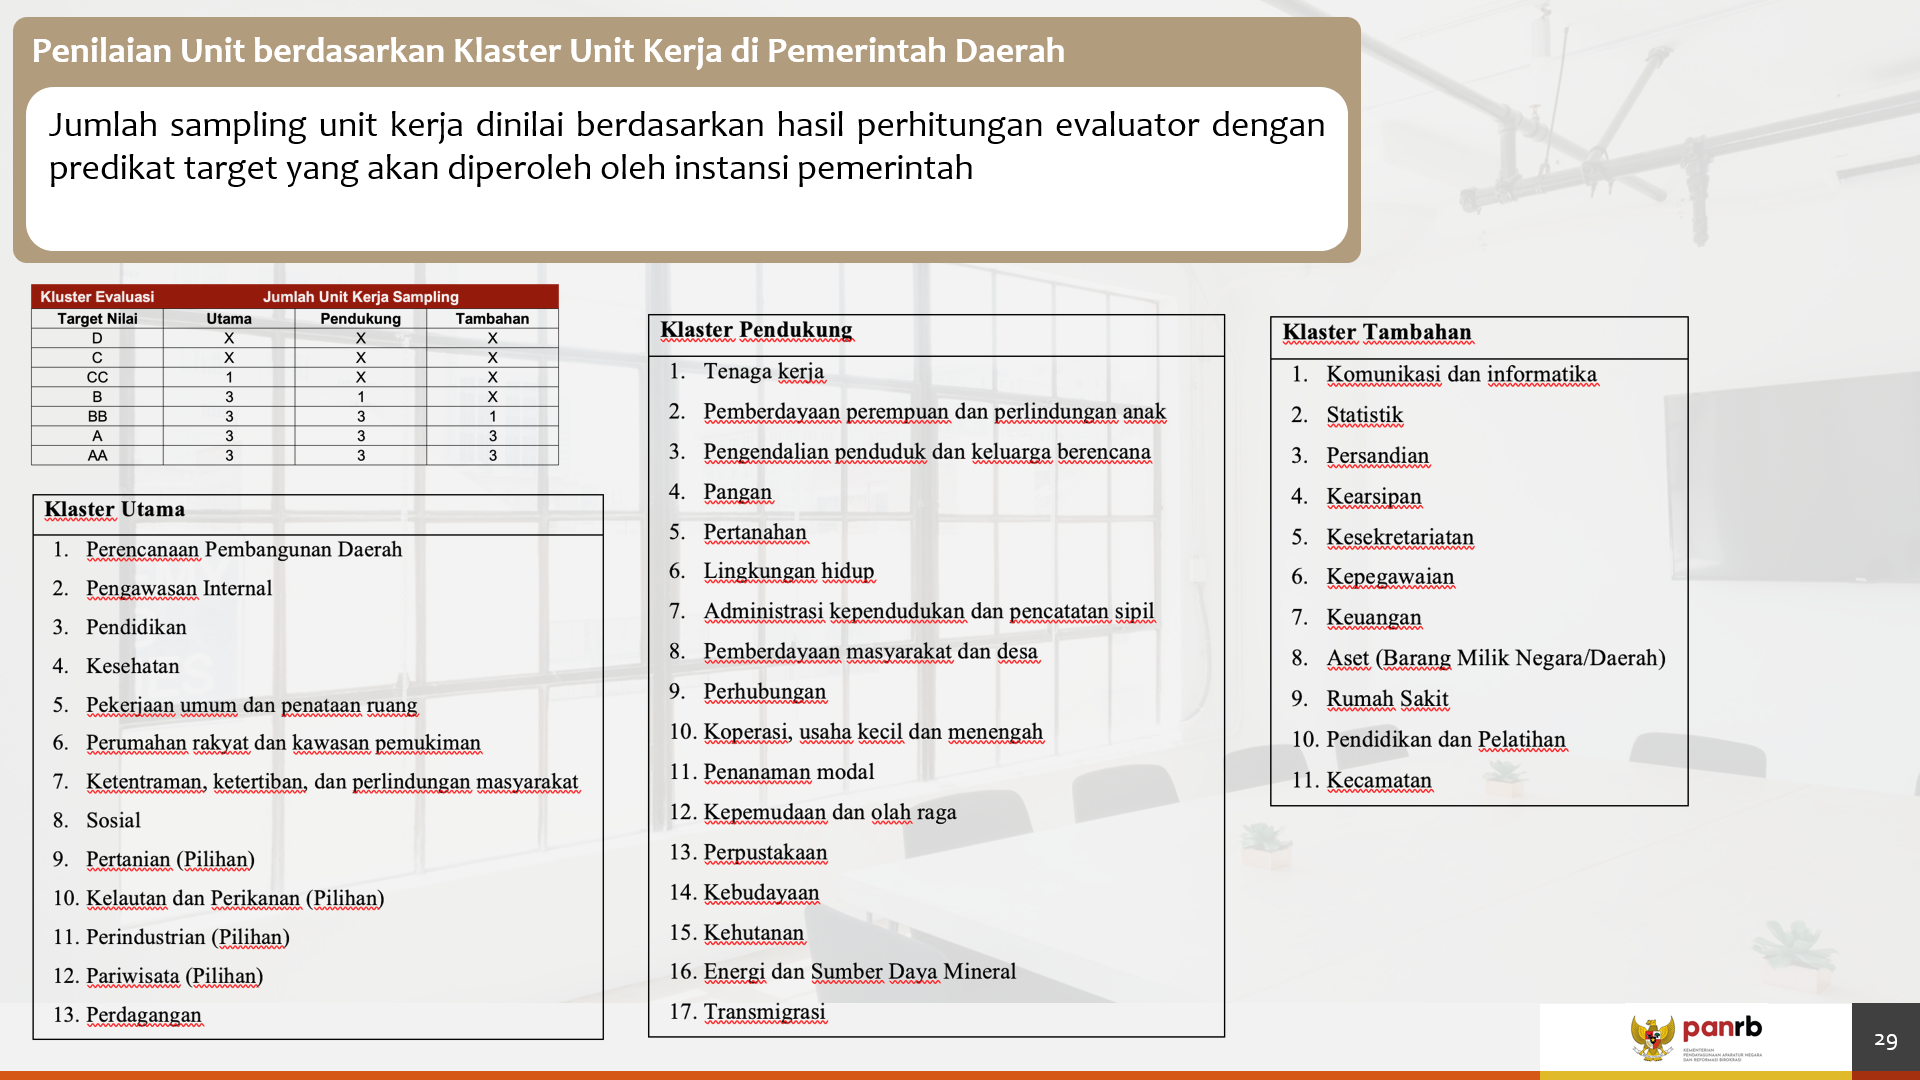 Penilaian Unit berdasarkan Klaster Unit Kerja di Pemerintah Daerah
Jumlah sampling unit kerja dinilai berdasarkan hasil perhitungan evaluator dengan
predikat target yang akan diperoleh oleh instansi pemerintah
Kluster Evaluasi Jumlah Unit Kerja Sampling
Target Nilai Utama Pendukung Tambahan
D X X X
C X X X
CC 1 X X
B 3 1 X
BB 3 3 1
A 3 3 3
AA 3 3 3
Klaster Utama
1. Perencanaan Pembangunan Daerah
2. Pengawasan Internal
3. Pendidikan
4. Kesehatan
5. Pekerjaan umum dan penataan ruang
6. Perumahan rakyat dan kawasan pemukiman
7. Ketentraman, ketertiban, dan perlindungan masyarakat
8. Sosial
9. Pertanian (Pilihan)
10. Kelautan dan Perikanan (Pilihan)
11. Perindustrian (Pilihan)
12. Pariwisata (Pilihan)
13. Perdagangan
Klaster Pendukung
1. Tenaga kerja
2. Pemberdayaan perempuan dan perlindungan anak
3. Pengendalian penduduk dan keluarga berencana
4. Pangan
5. Pertanahan
6. Lingkungan hidup
7. Administrasi kependudukan dan pencatatan sipil
8. Pemberdayaan masyarakat dan desa
9. Perhubungan
10. Koperasi, usaha kecil dan menengah
11. Penanaman modal
12. Kepemudaan dan olah raga
13. Perpustakaan
14. Kebudayaan
15. Kehutanan
16. Energi dan Sumber Daya Mineral
17. Transmigrasi
Klaster Tambahan
1. Komunikasi dan informatika
2. Statistik
3. Persandian
4. Kearsipan
5. Kesekretariatan
6. Kepegawaian
7. Keuangan
8. Aset (Barang Milik Negara/Daerah)
9. Rumah Sakit
10. Pendidikan dan Pelatihan
11. Kecamatan
panrb
KEMENTERIAN
PENDAYAGUNAAN APARATUR NEGARA
DAN REFORMASI BIROKRASI
29